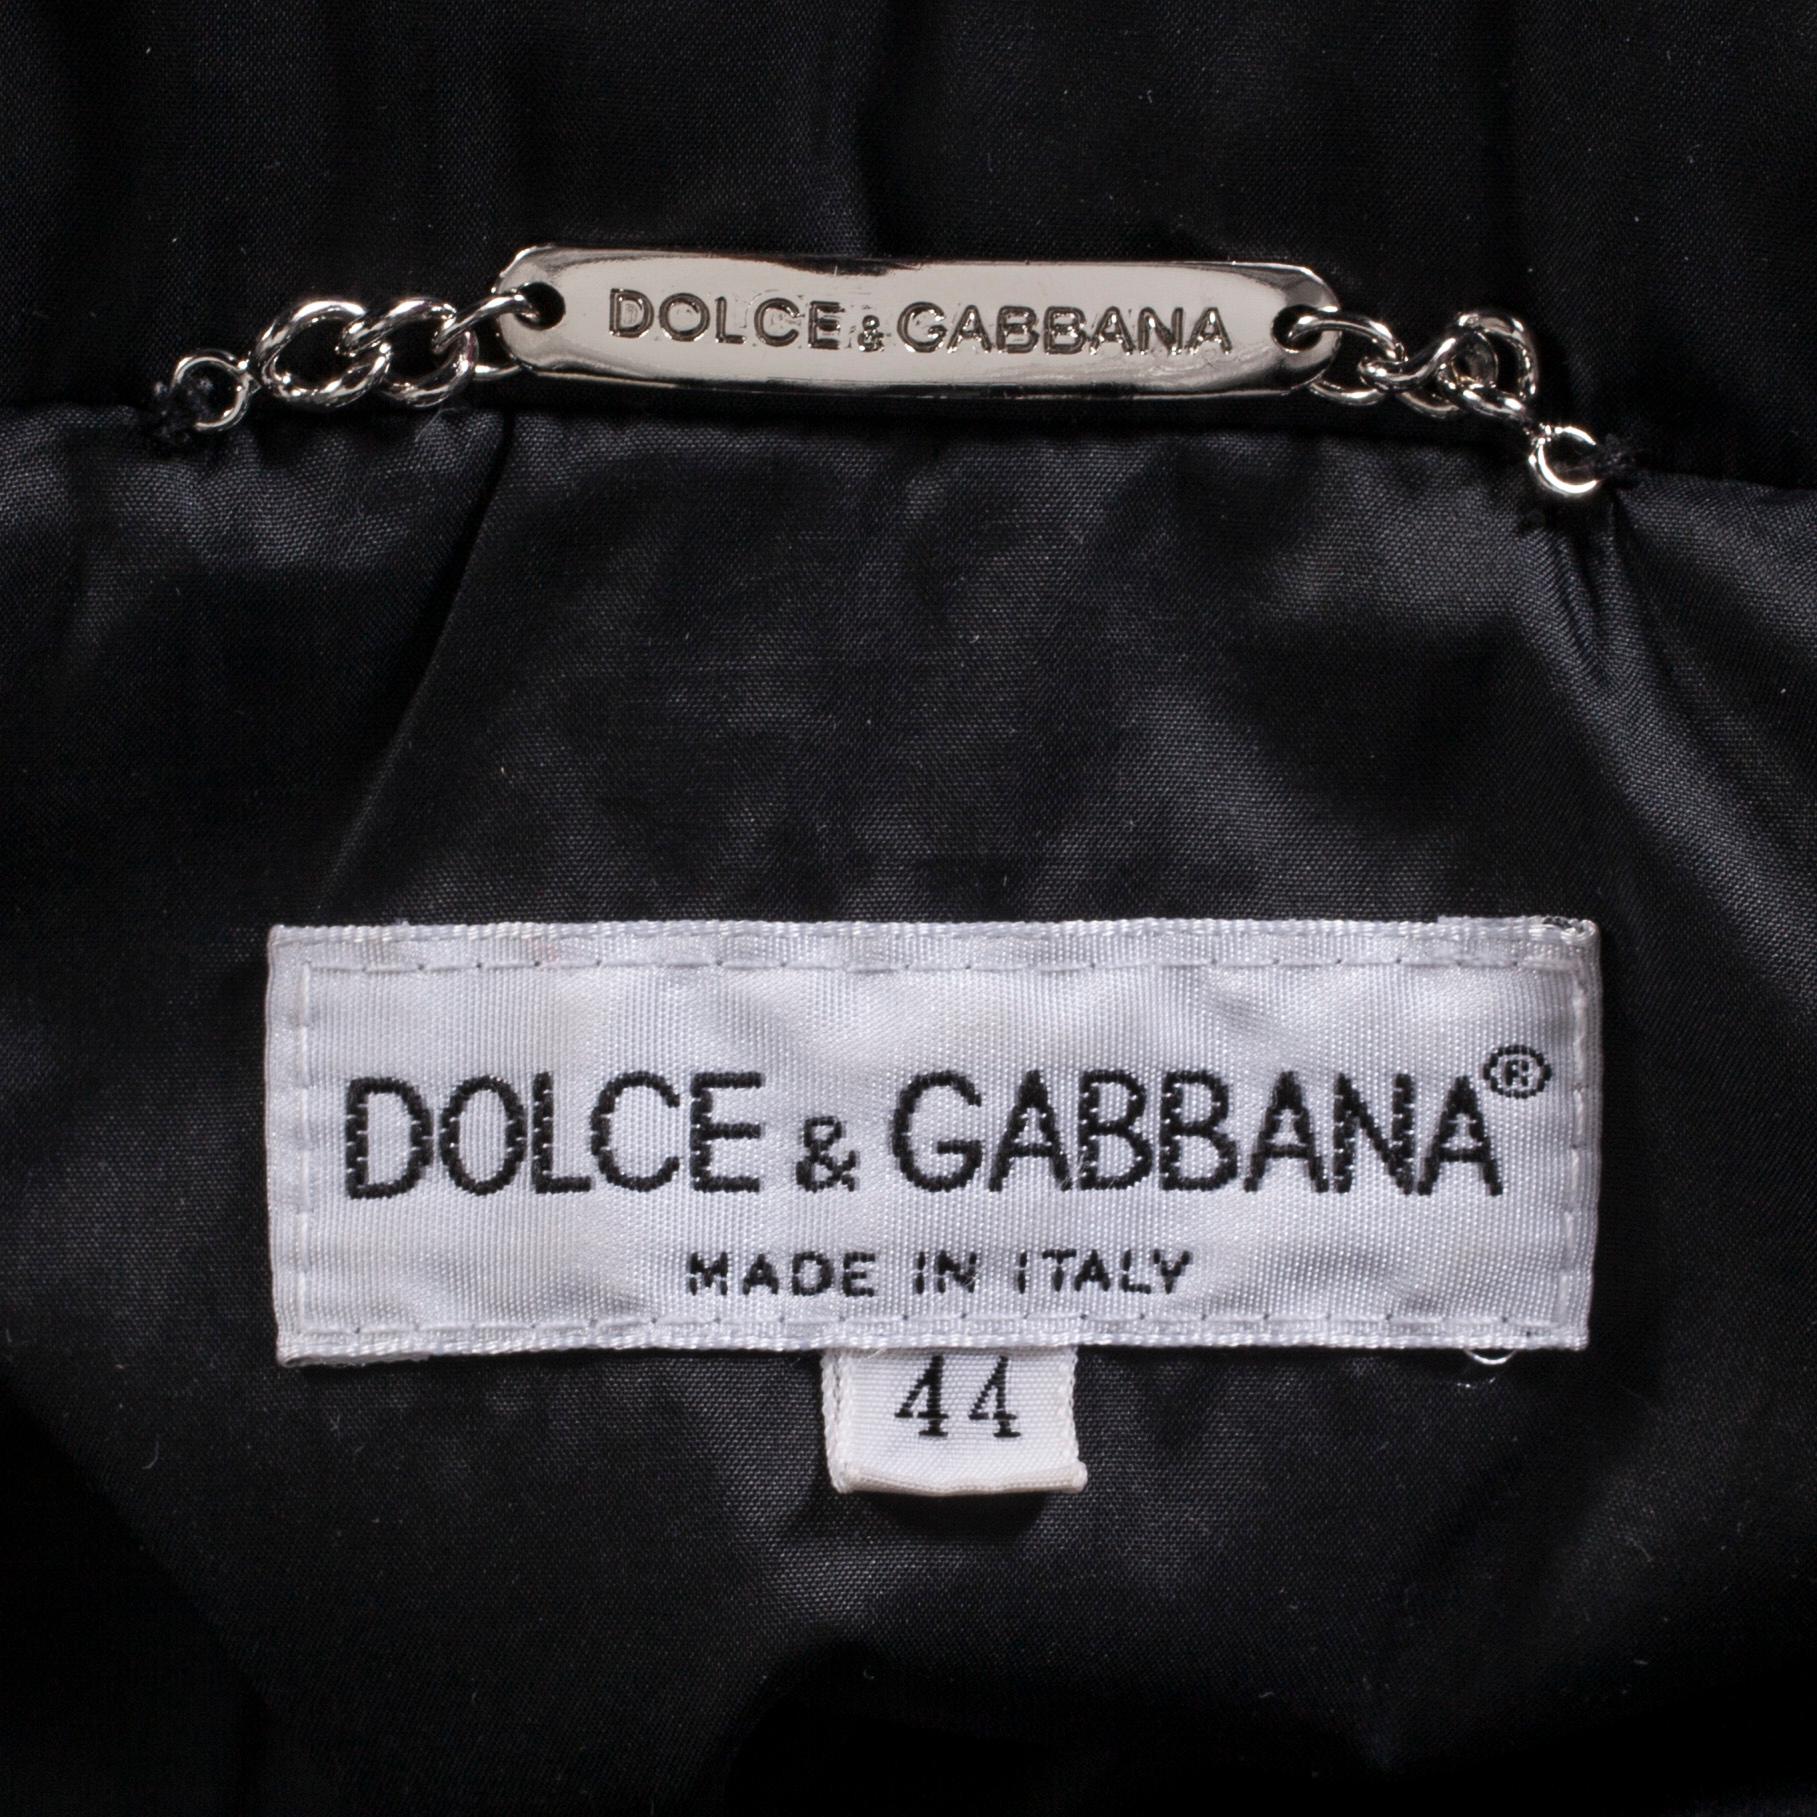 DOLCE & GABBANA
DOLCE & GABBANA®
MADE IN ITALY
44